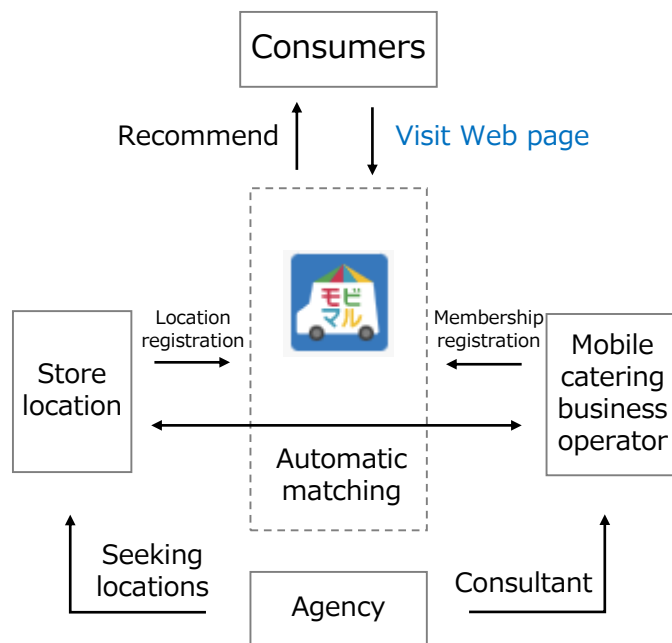 Consumers
Recommend
Visit Web page
モビ
マル
Location
registration
Membership
registration
Store
location
Mobile
catering
business
operator
Automatic
matching
Seeking
locations
Agency
Consultant